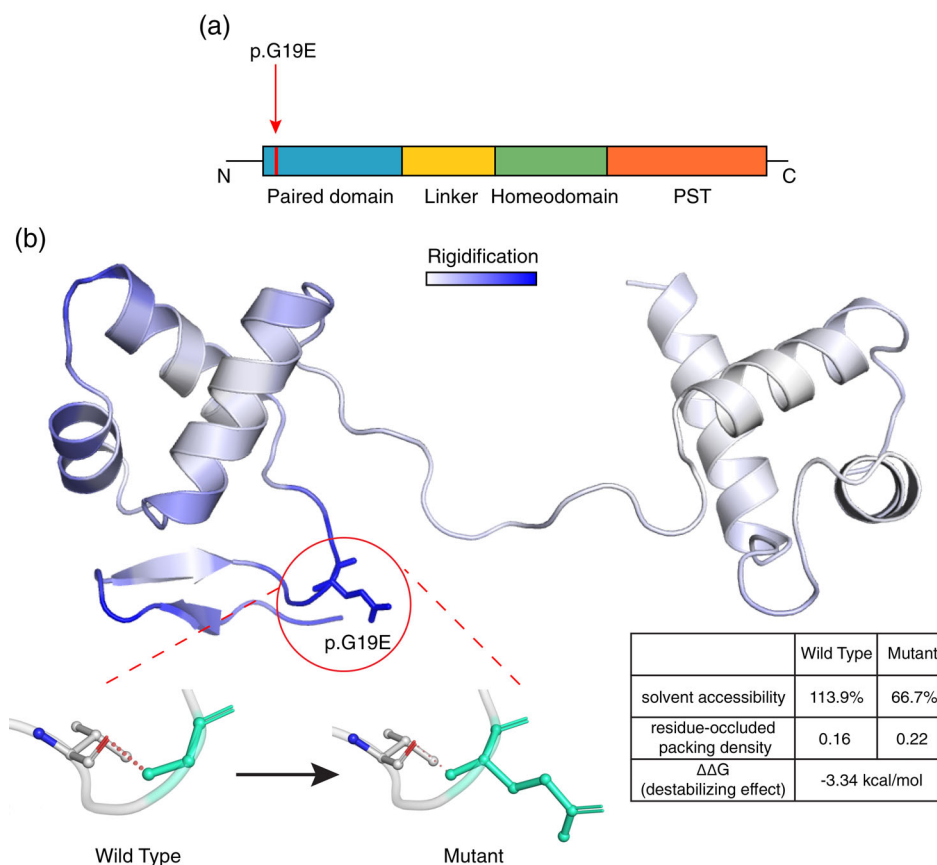 (a)
p.G19E
N
C
Paired domain
Linker
Homeodomain
PST
(b)
Rigidification
p.G19E
Wild Type
Mutant
solvent accessibility
113.9%
66.7%
residue-occluded
packing density
0.16
0.22
ΔΔG
(destabilizing effect)
-3.34 kcal/mol
Wild Type
Mutant